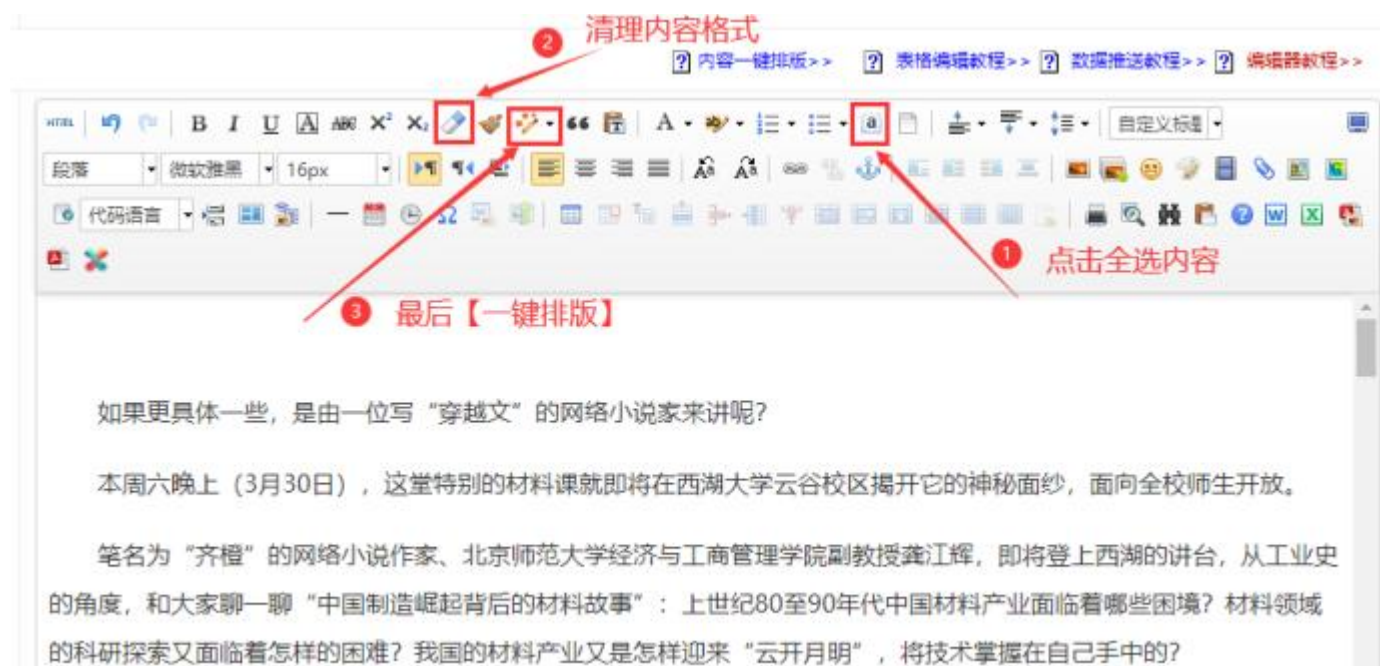 2 清理内容格式
? 内容一键排版>> ? 表格编辑教程>> ? 数据推送教程>> ? 编辑器教程>>
HTML B I U A ABC X² X₂ 66 T A a 自定义标题
段落 微软雅黑 16px
代码语言 Ω W X
1 点击全选内容
3 最后【一键排版】
如果更具体一些，是由一位写“穿越文”的网络小说家来讲呢？
本周六晚上（3月30日），这堂特别的材料课就即将在西湖大学云谷校区揭开它的神秘面纱，面向全校师生开放。
笔名为“齐橙”的网络小说作家、北京师范大学经济与工商管理学院副教授龚江辉，即将登上西湖的讲台，从工业史
的角度，和大家聊一聊“中国制造崛起背后的材料故事”：上世纪80至90年代中国材料产业面临着哪些困境？材料领域
的科研探索又面临着怎样的困难？我国的材料产业又是怎样迎来“云开月明”，将技术掌握在自己手中的？